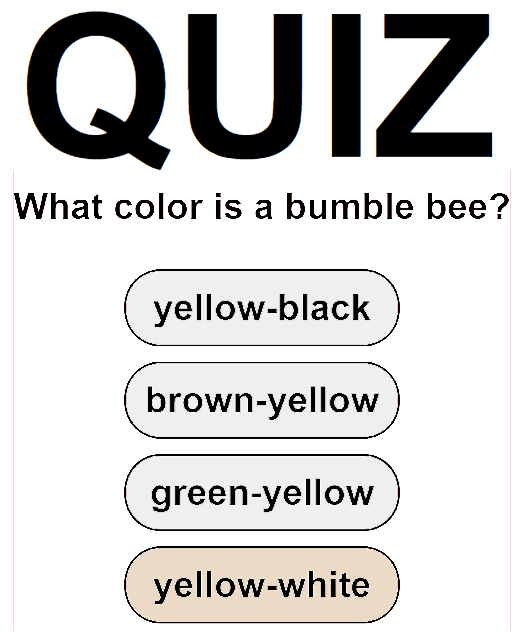 QUIZ
What color is a bumble bee?
yellow-black
brown-yellow
green-yellow
yellow-white